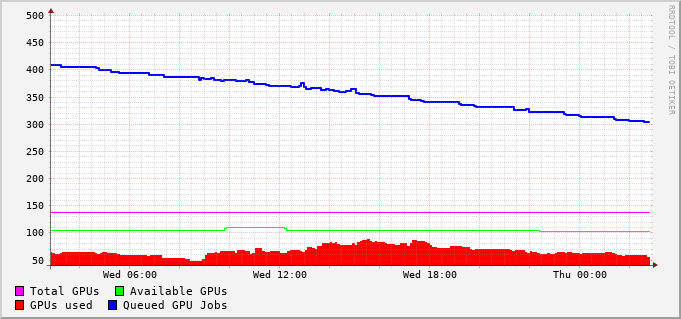 500
450
400
350
300
250
200
150
100
50
Wed 06:00 Wed 12:00 Wed 18:00 Thu 00:00
Total GPUs Available GPUs
GPUs used Queued GPU Jobs
RRDTOOL / TOBI OETIKER